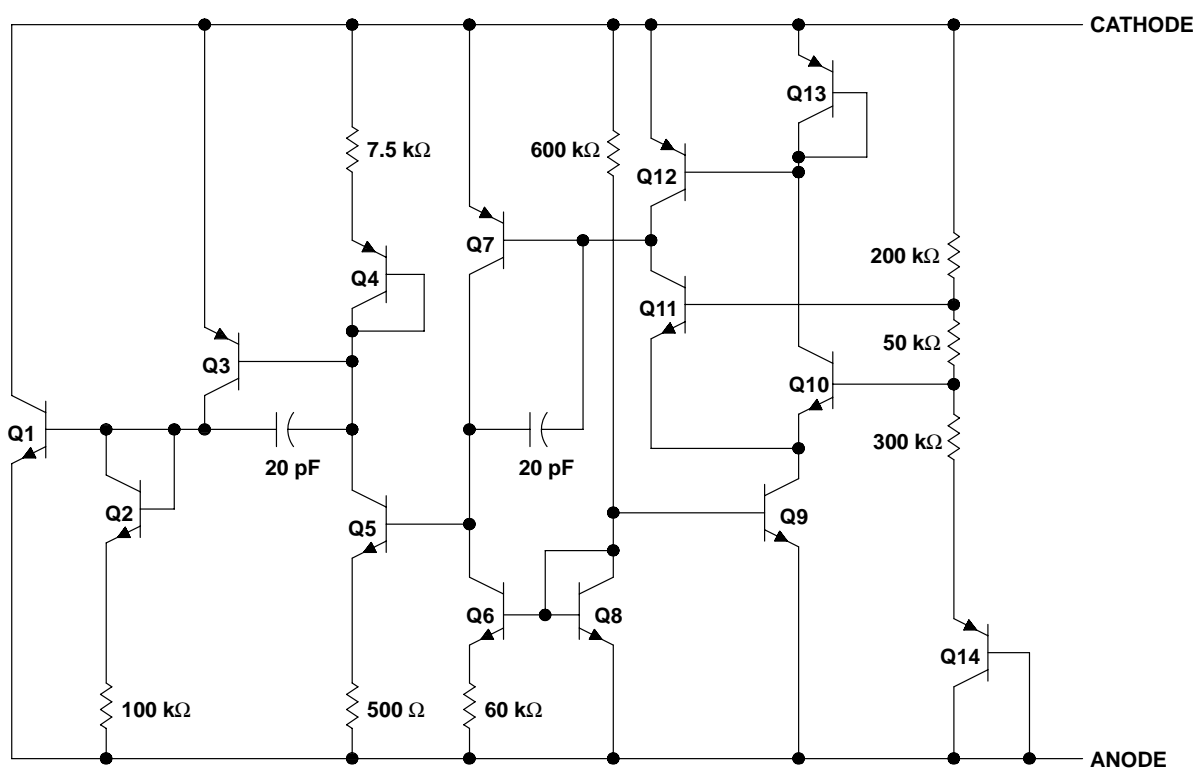 CATHODE
Q13
7.5 kΩ
600 kΩ
Q12
Q7
200 kΩ
Q4
Q11
Q3
50 kΩ
Q10
Q1
20 pF
20 pF
300 kΩ
Q2
Q5
Q9
Q6
Q8
Q14
100 kΩ
500 Ω
60 kΩ
ANODE